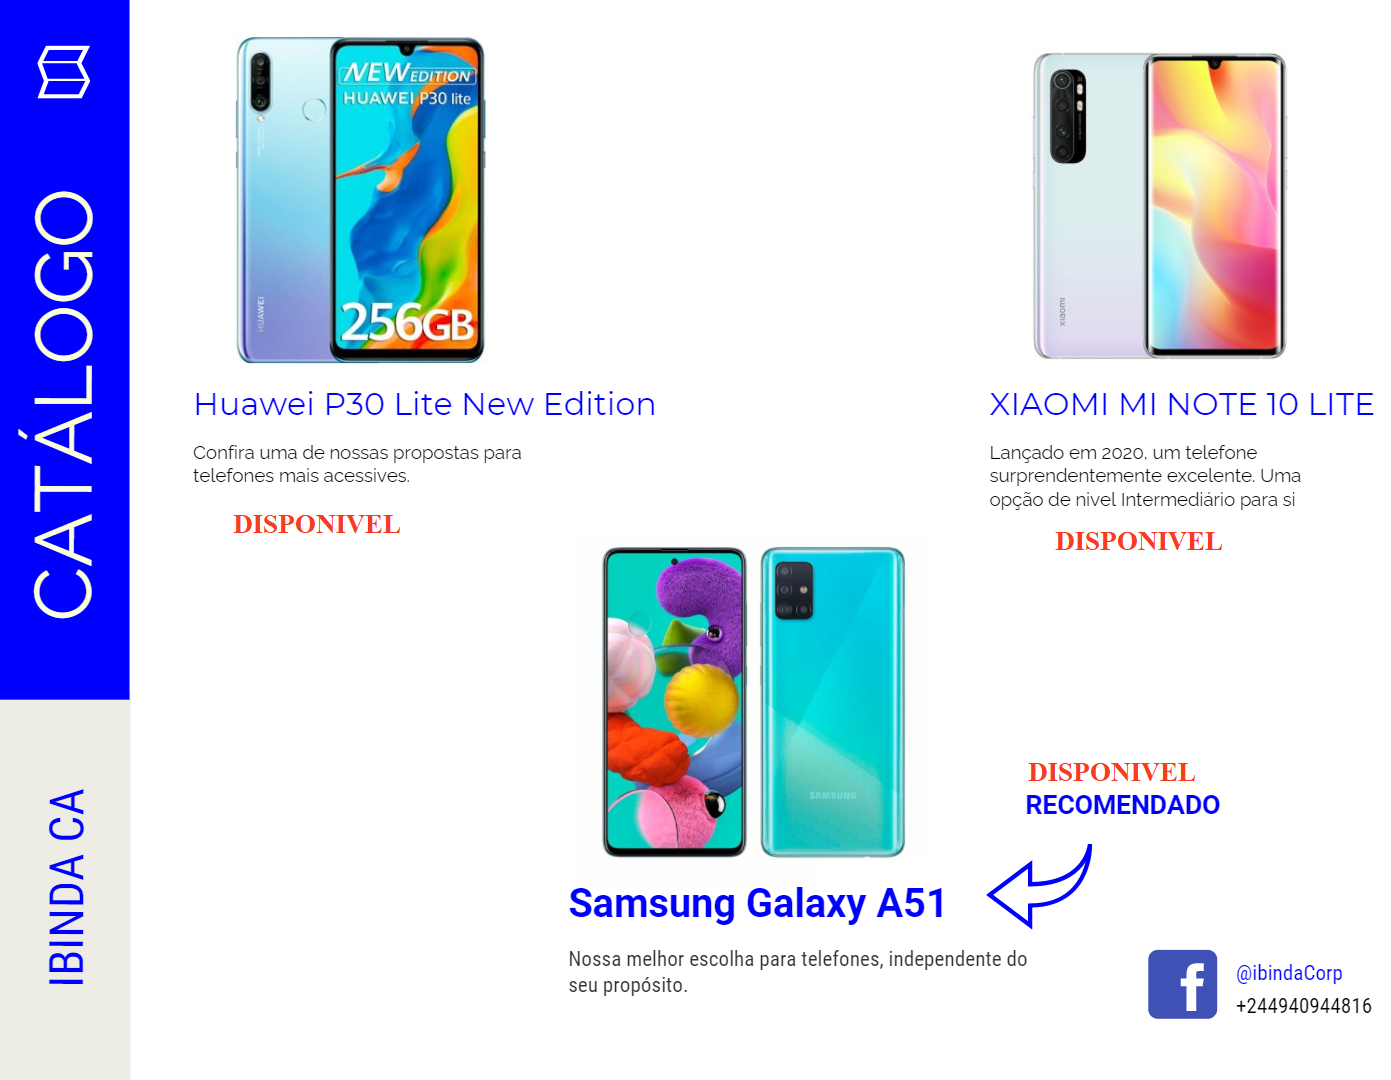 CATÁLOGO
IBINDA CA
NEW EDITION
HUAWEI P30 lite
256GB
HUAWEI
Huawei P30 Lite New Edition
Confira uma de nossas propostas para
telefones mais acessives.
DISPONIVEL
xiaomi
XIAOMI MI NOTE 10 LITE
Lançado em 2020, um telefone
surprendentemente excelente. Uma
opção de nivel Intermediário para si
DISPONIVEL
SAMSUNG
DISPONIVEL
RECOMENDADO
Samsung Galaxy A51
Nossa melhor escolha para telefones, independente do
seu propósito.
f
@ibindaCorp
+244940944816